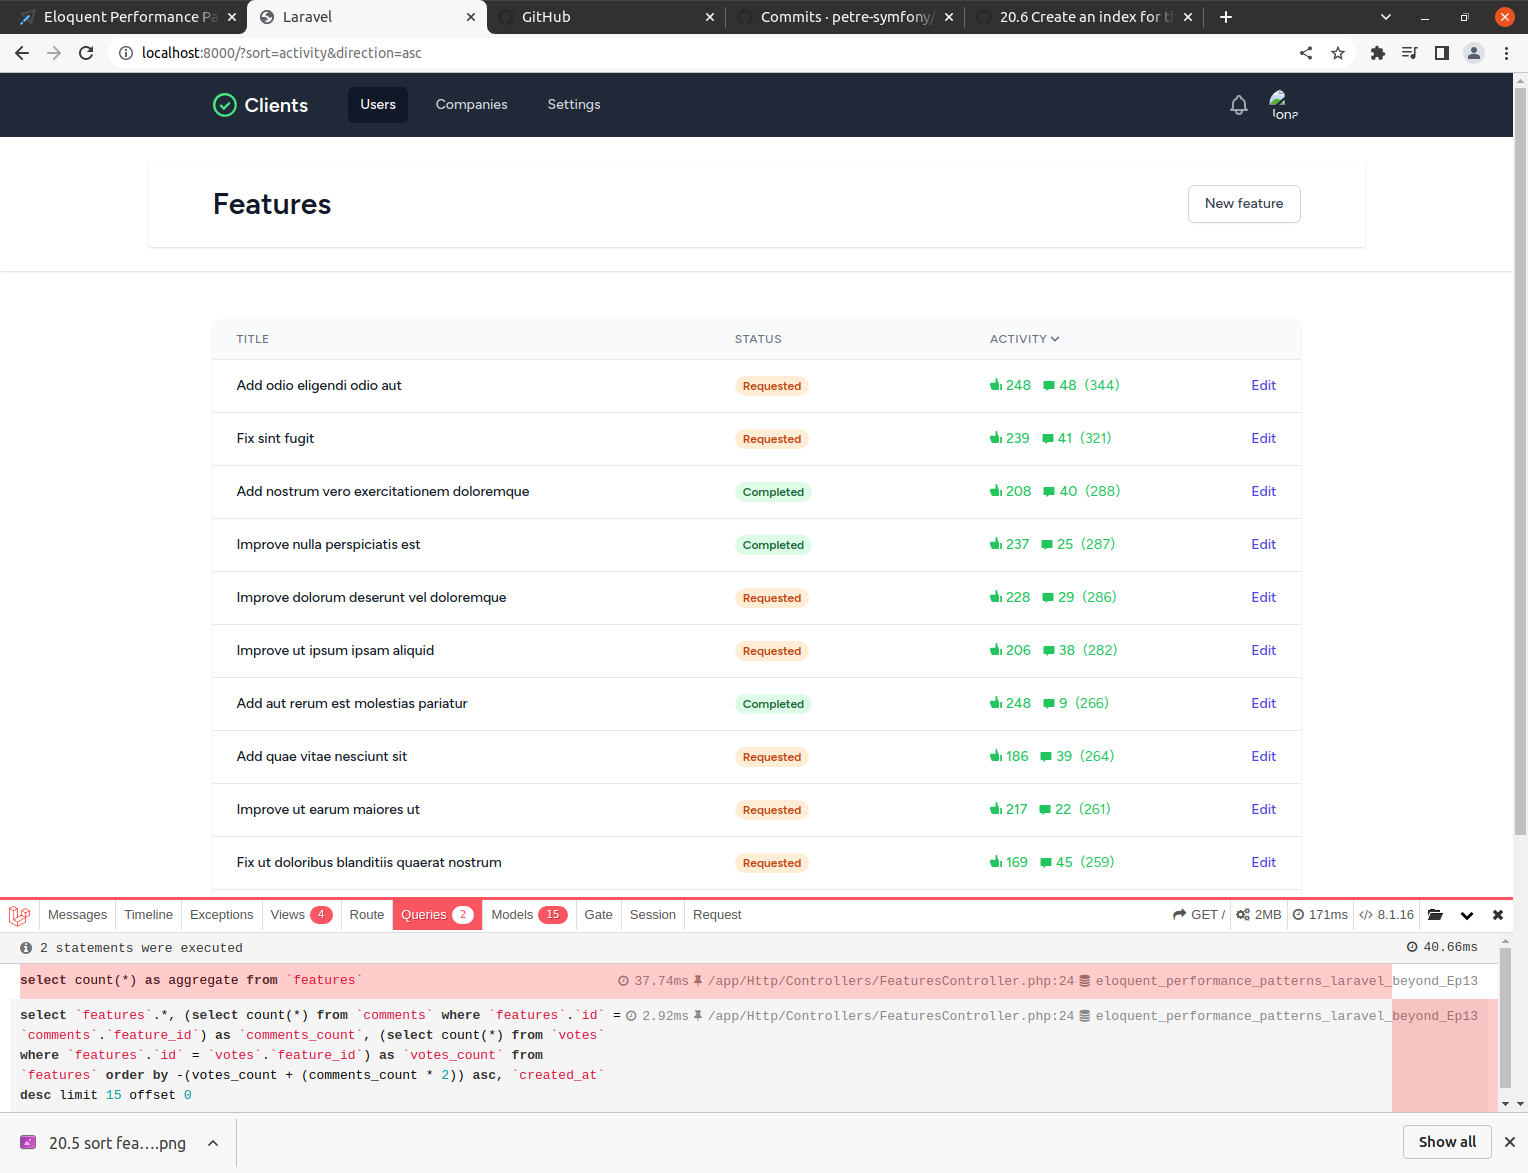 Eloquent Performance Pa
Laravel
GitHub
Commits · petre-symfony/
20.6 Create an index for th
localhost:8000/?sort=activity&direction=asc
Clients
Users
Companies
Settings
Jona
Features
New feature
TITLE STATUS ACTIVITY
Add odio eligendi odio aut Requested 248 48 (344) Edit
Fix sint fugit Requested 239 41 (321) Edit
Add nostrum vero exercitationem doloremque Completed 208 40 (288) Edit
Improve nulla perspiciatis est Completed 237 25 (287) Edit
Improve dolorum deserunt vel doloremque Requested 228 29 (286) Edit
Improve ut ipsum ipsam aliquid Requested 206 38 (282) Edit
Add aut rerum est molestias pariatur Completed 248 9 (266) Edit
Add quae vitae nesciunt sit Requested 186 39 (264) Edit
Improve ut earum maiores ut Requested 217 22 (261) Edit
Fix ut doloribus blanditiis quaerat nostrum Requested 169 45 (259) Edit
Messages Timeline Exceptions Views 4 Route Queries 2 Models 15 Gate Session Request GET / 2MB 171ms </> 8.1.16
2 statements were executed 40.66ms
select count(*) as aggregate from `features` 37.74ms /app/Http/Controllers/FeaturesController.php:24 eloquent_performance_patterns_laravel_beyond_Ep13
select `features`.*, (select count(*) from `comments` where `features`.`id` = 2.92ms /app/Http/Controllers/FeaturesController.php:24 eloquent_performance_patterns_laravel_beyond_Ep13
`comments`.`feature_id`) as `comments_count`, (select count(*) from `votes`
where `features`.`id` = `votes`.`feature_id`) as `votes_count` from
`features` order by -(votes_count + (comments_count * 2)) asc, `created_at`
desc limit 15 offset 0
20.5 sort fea....png
Show all